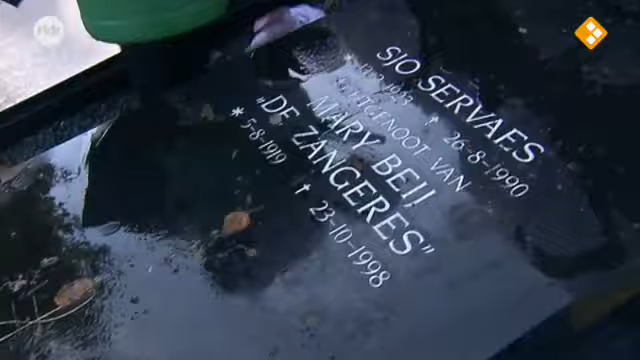 SJO SERVAES
† 26-8-1990
ECHTGENOOT VAN
MARY BEIJ
„DE ZANGERES"
* 5-8-1919 † 23-10-1998